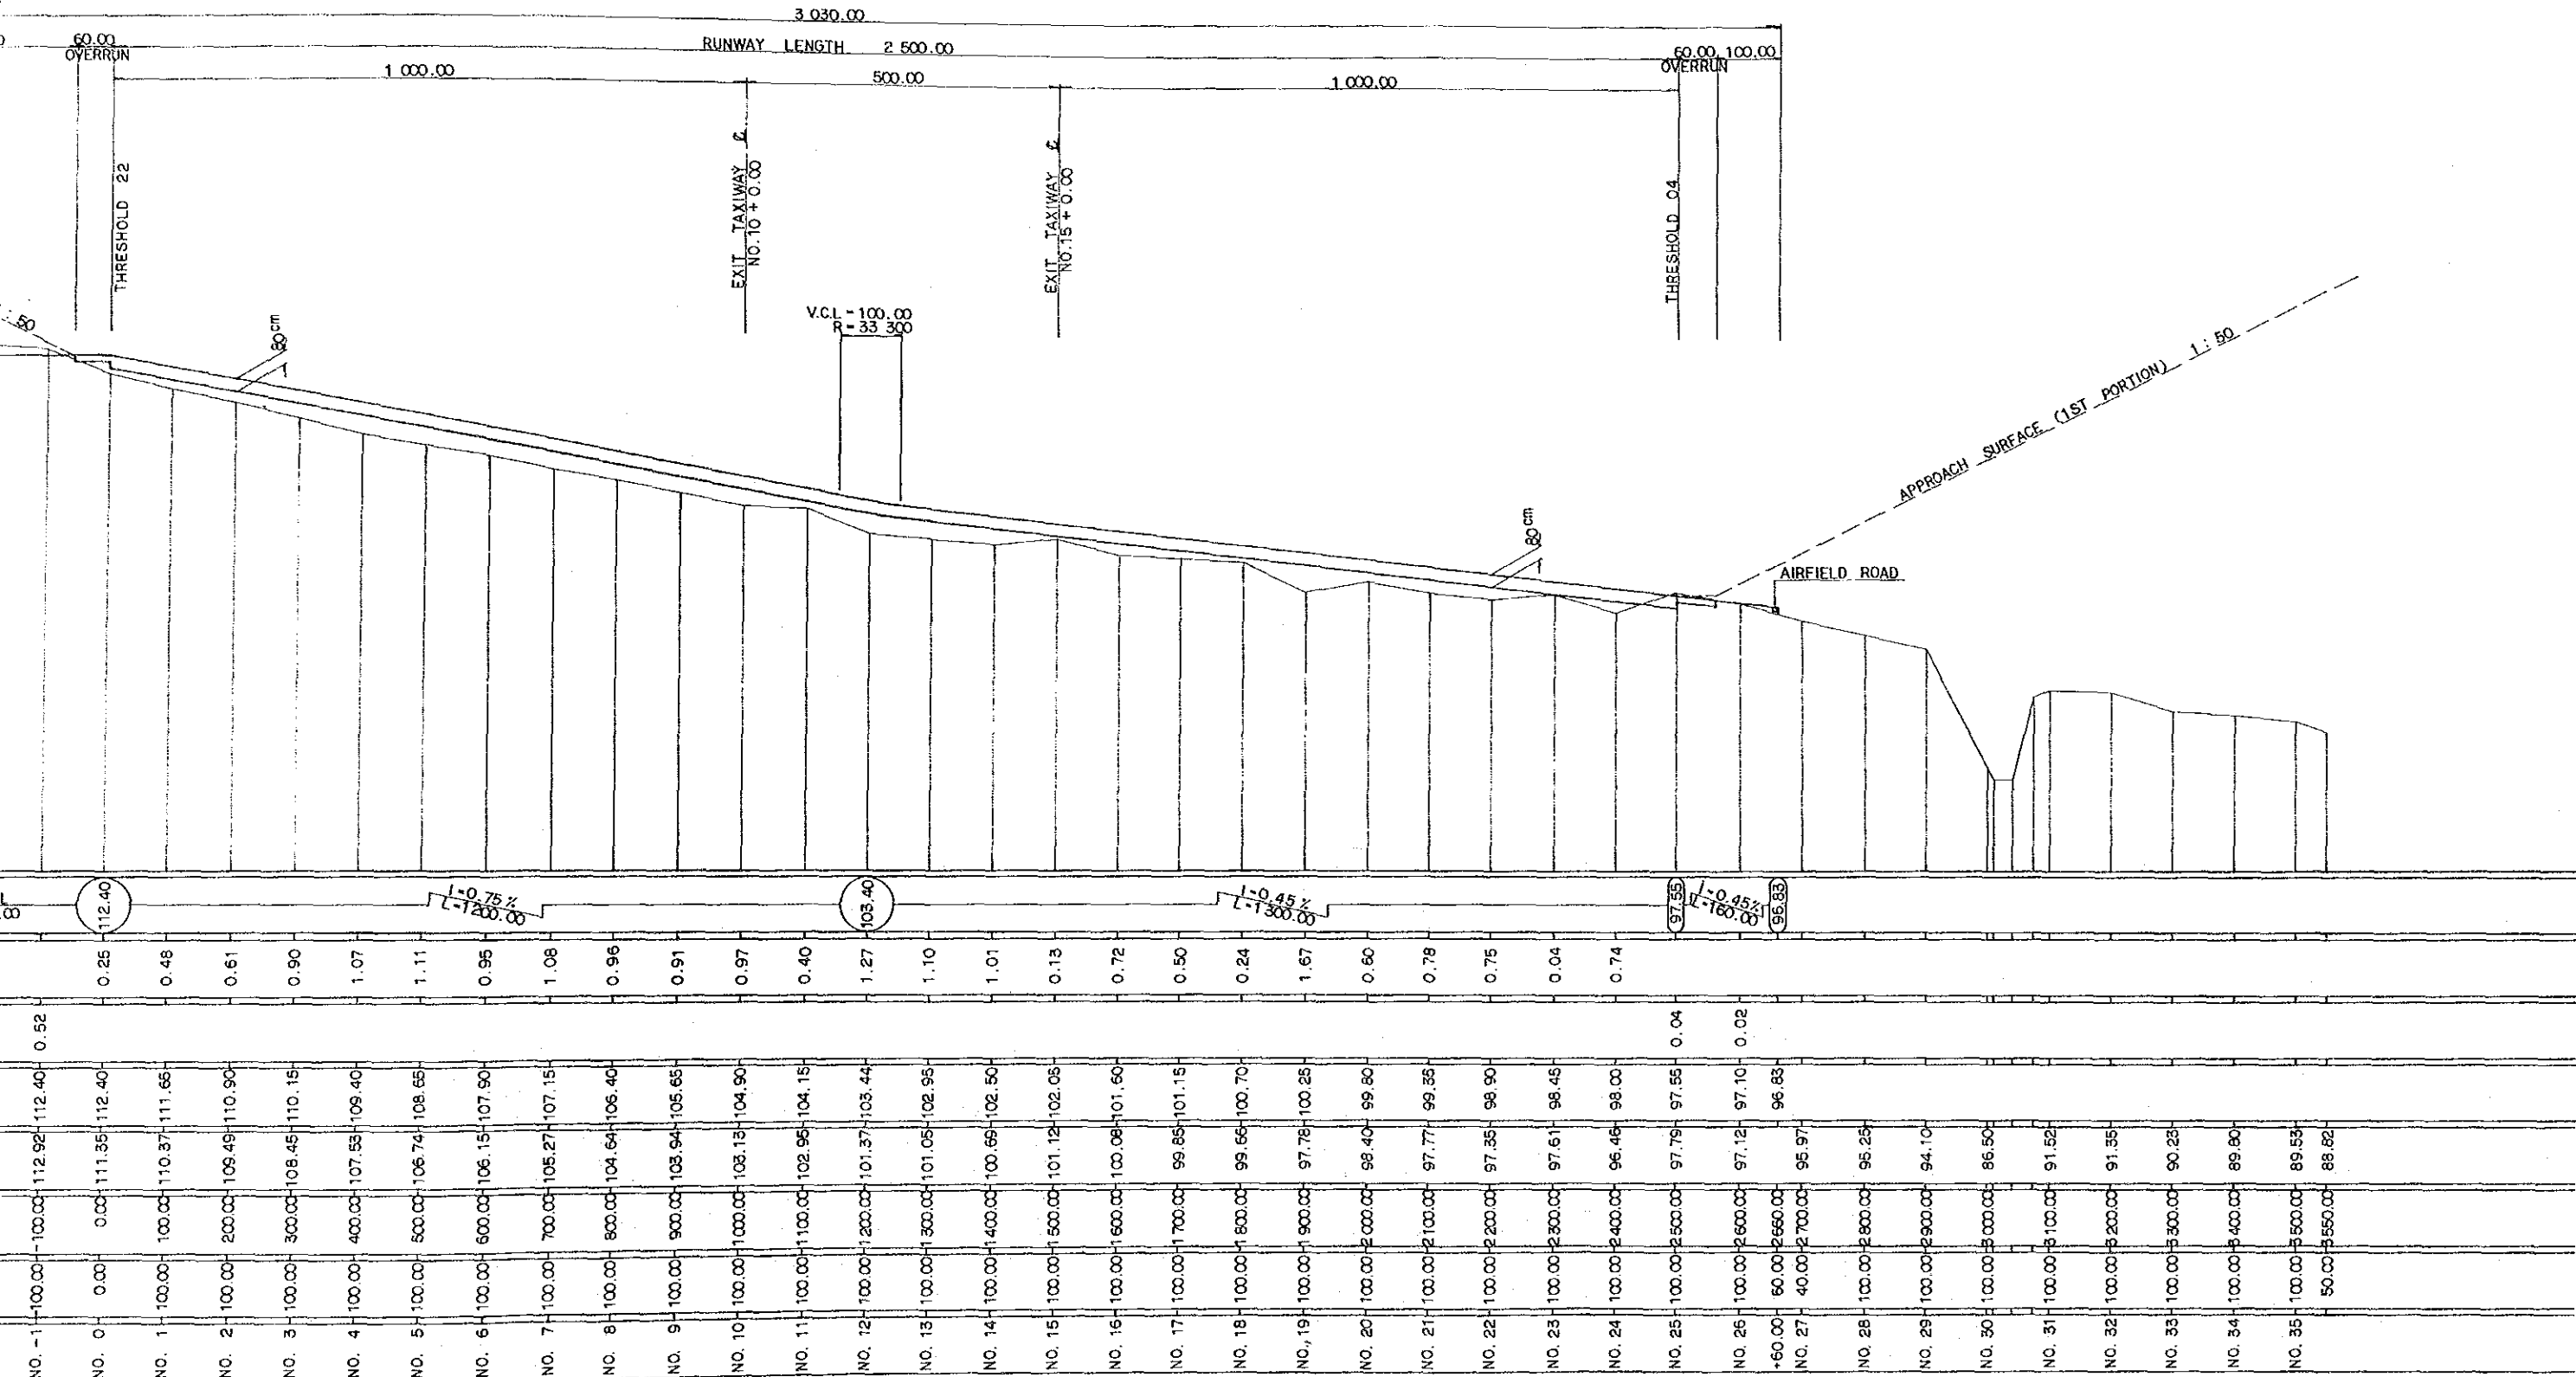 3 030.00
60.00
OVERRUN
RUNWAY LENGTH 2 500.00
60.00 100.00
OVERRUN
1 000.00
500.00
1 000.00
THRESHOLD 22
EXIT TAXIWAY ℄
NO.10 + 0.00
EXIT TAXIWAY ℄
NO.15 + 0.00
THRESHOLD 04
: 50
80cm
V.C.L = 100.00
R = 33 300
80cm
APPROACH SURFACE (1ST PORTION) 1 : 50
AIRFIELD ROAD
112.40
I=0.75%
L=1200.00
103.40
I=0.45%
L=1300.00
97.55
I=0.45%
L=160.00
96.83
0.25 0.48 0.61 0.90 1.07 1.11 0.95 1.08 0.96 0.91 0.97 0.40 1.27 1.10 1.01 0.13 0.72 0.50 0.24 1.67 0.60 0.78 0.75 0.04 0.74
0.52 0.04 0.02
112.40 112.40 111.65 110.90 110.15 109.40 108.65 107.90 107.15 106.40 105.65 104.90 104.15 103.44 102.95 102.50 102.05 101.60 101.15 100.70 100.25 99.80 99.35 98.90 98.45 98.00 97.55 97.10 96.83
112.92 111.35 110.37 109.49 108.45 107.53 106.74 106.15 105.27 104.64 103.94 103.13 102.95 101.37 101.05 100.69 101.12 100.08 99.85 99.66 97.78 98.40 97.77 97.35 97.61 96.46 97.79 97.12 95.97 95.25 94.10 86.50 91.52 91.35 90.23 89.80 89.53 88.82
-100.00 0.00 100.00 200.00 300.00 400.00 500.00 600.00 700.00 800.00 900.00 1000.00 1100.00 1200.00 1300.00 1400.00 1500.00 1600.00 1700.00 1800.00 1900.00 2000.00 2100.00 2200.00 2300.00 2400.00 2500.00 2600.00 2660.00 2700.00 2800.00 2900.00 3000.00 3100.00 3200.00 3300.00 3400.00 3500.00 3550.00
100.00 0.00 100.00 100.00 100.00 100.00 100.00 100.00 100.00 100.00 100.00 100.00 100.00 100.00 100.00 100.00 100.00 100.00 100.00 100.00 100.00 100.00 100.00 100.00 100.00 100.00 100.00 100.00 60.00 40.00 100.00 100.00 100.00 100.00 100.00 100.00 100.00 100.00 50.00
NO. -1 NO. 0 NO. 1 NO. 2 NO. 3 NO. 4 NO. 5 NO. 6 NO. 7 NO. 8 NO. 9 NO. 10 NO. 11 NO. 12 NO. 13 NO. 14 NO. 15 NO. 16 NO. 17 NO. 18 NO. 19 NO. 20 NO. 21 NO. 22 NO. 23 NO. 24 NO. 25 NO. 26 +60.00 NO. 27 NO. 28 NO. 29 NO. 30 NO. 31 NO. 32 NO. 33 NO. 34 NO. 35